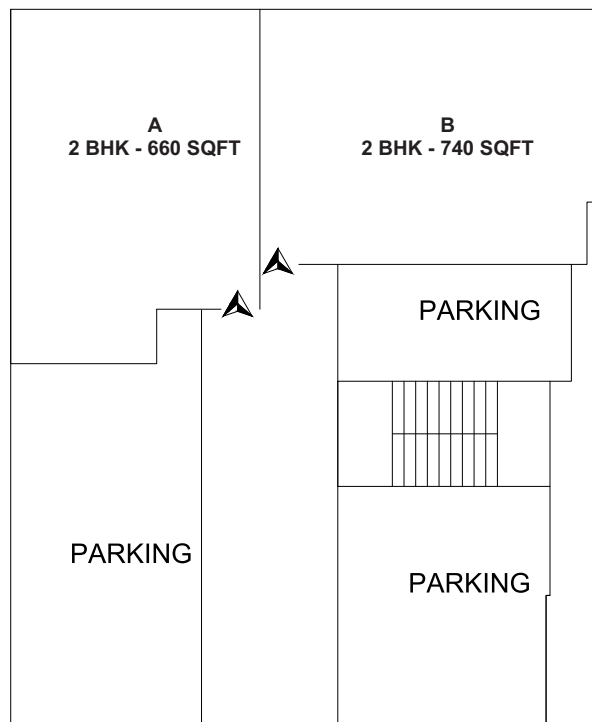 A
2 BHK - 660 SQFT
B
2 BHK - 740 SQFT
PARKING
PARKING
PARKING